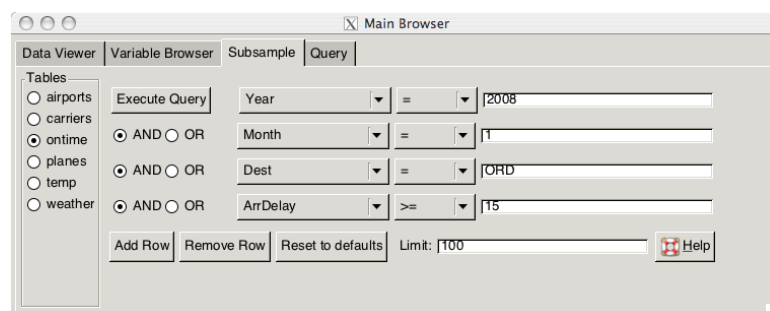 Main Browser
Data Viewer Variable Browser Subsample Query
Tables
airports
carriers
ontime
planes
temp
weather
Execute Query Year = 2008
AND OR Month = 1
AND OR Dest = ORD
AND OR ArrDelay >= 15
Add Row Remove Row Reset to defaults Limit: 100 Help